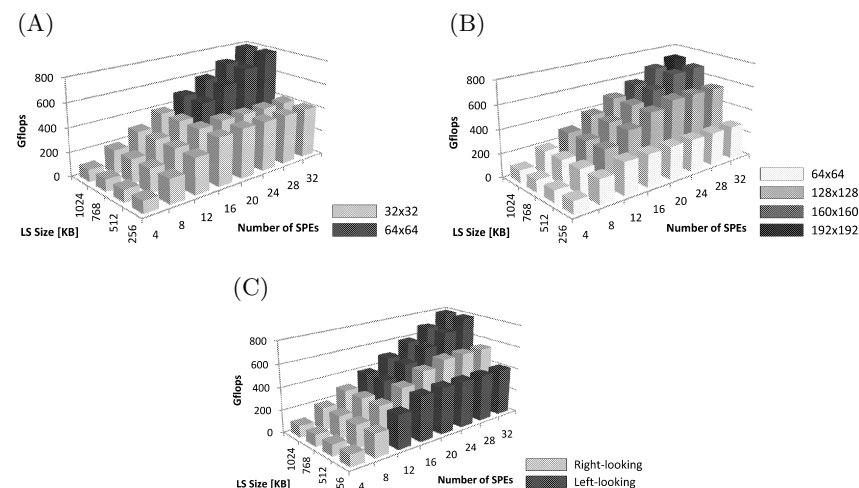 (A)
800
600
400
200
0
Gflops
1024
768
512
256
LS Size [KB]
4
8
12
16
20
24
28
32
Number of SPEs
32x32
64x64
(B)
800
600
400
200
0
Gflops
1024
768
512
256
LS Size [KB]
4
8
12
16
20
24
28
32
Number of SPEs
64x64
128x128
160x160
192x192
(C)
800
600
400
200
0
Gflops
1024
768
512
56
LS Size [KB]
4
8
12
16
20
24
28
32
Number of SPEs
Right-looking
Left-looking